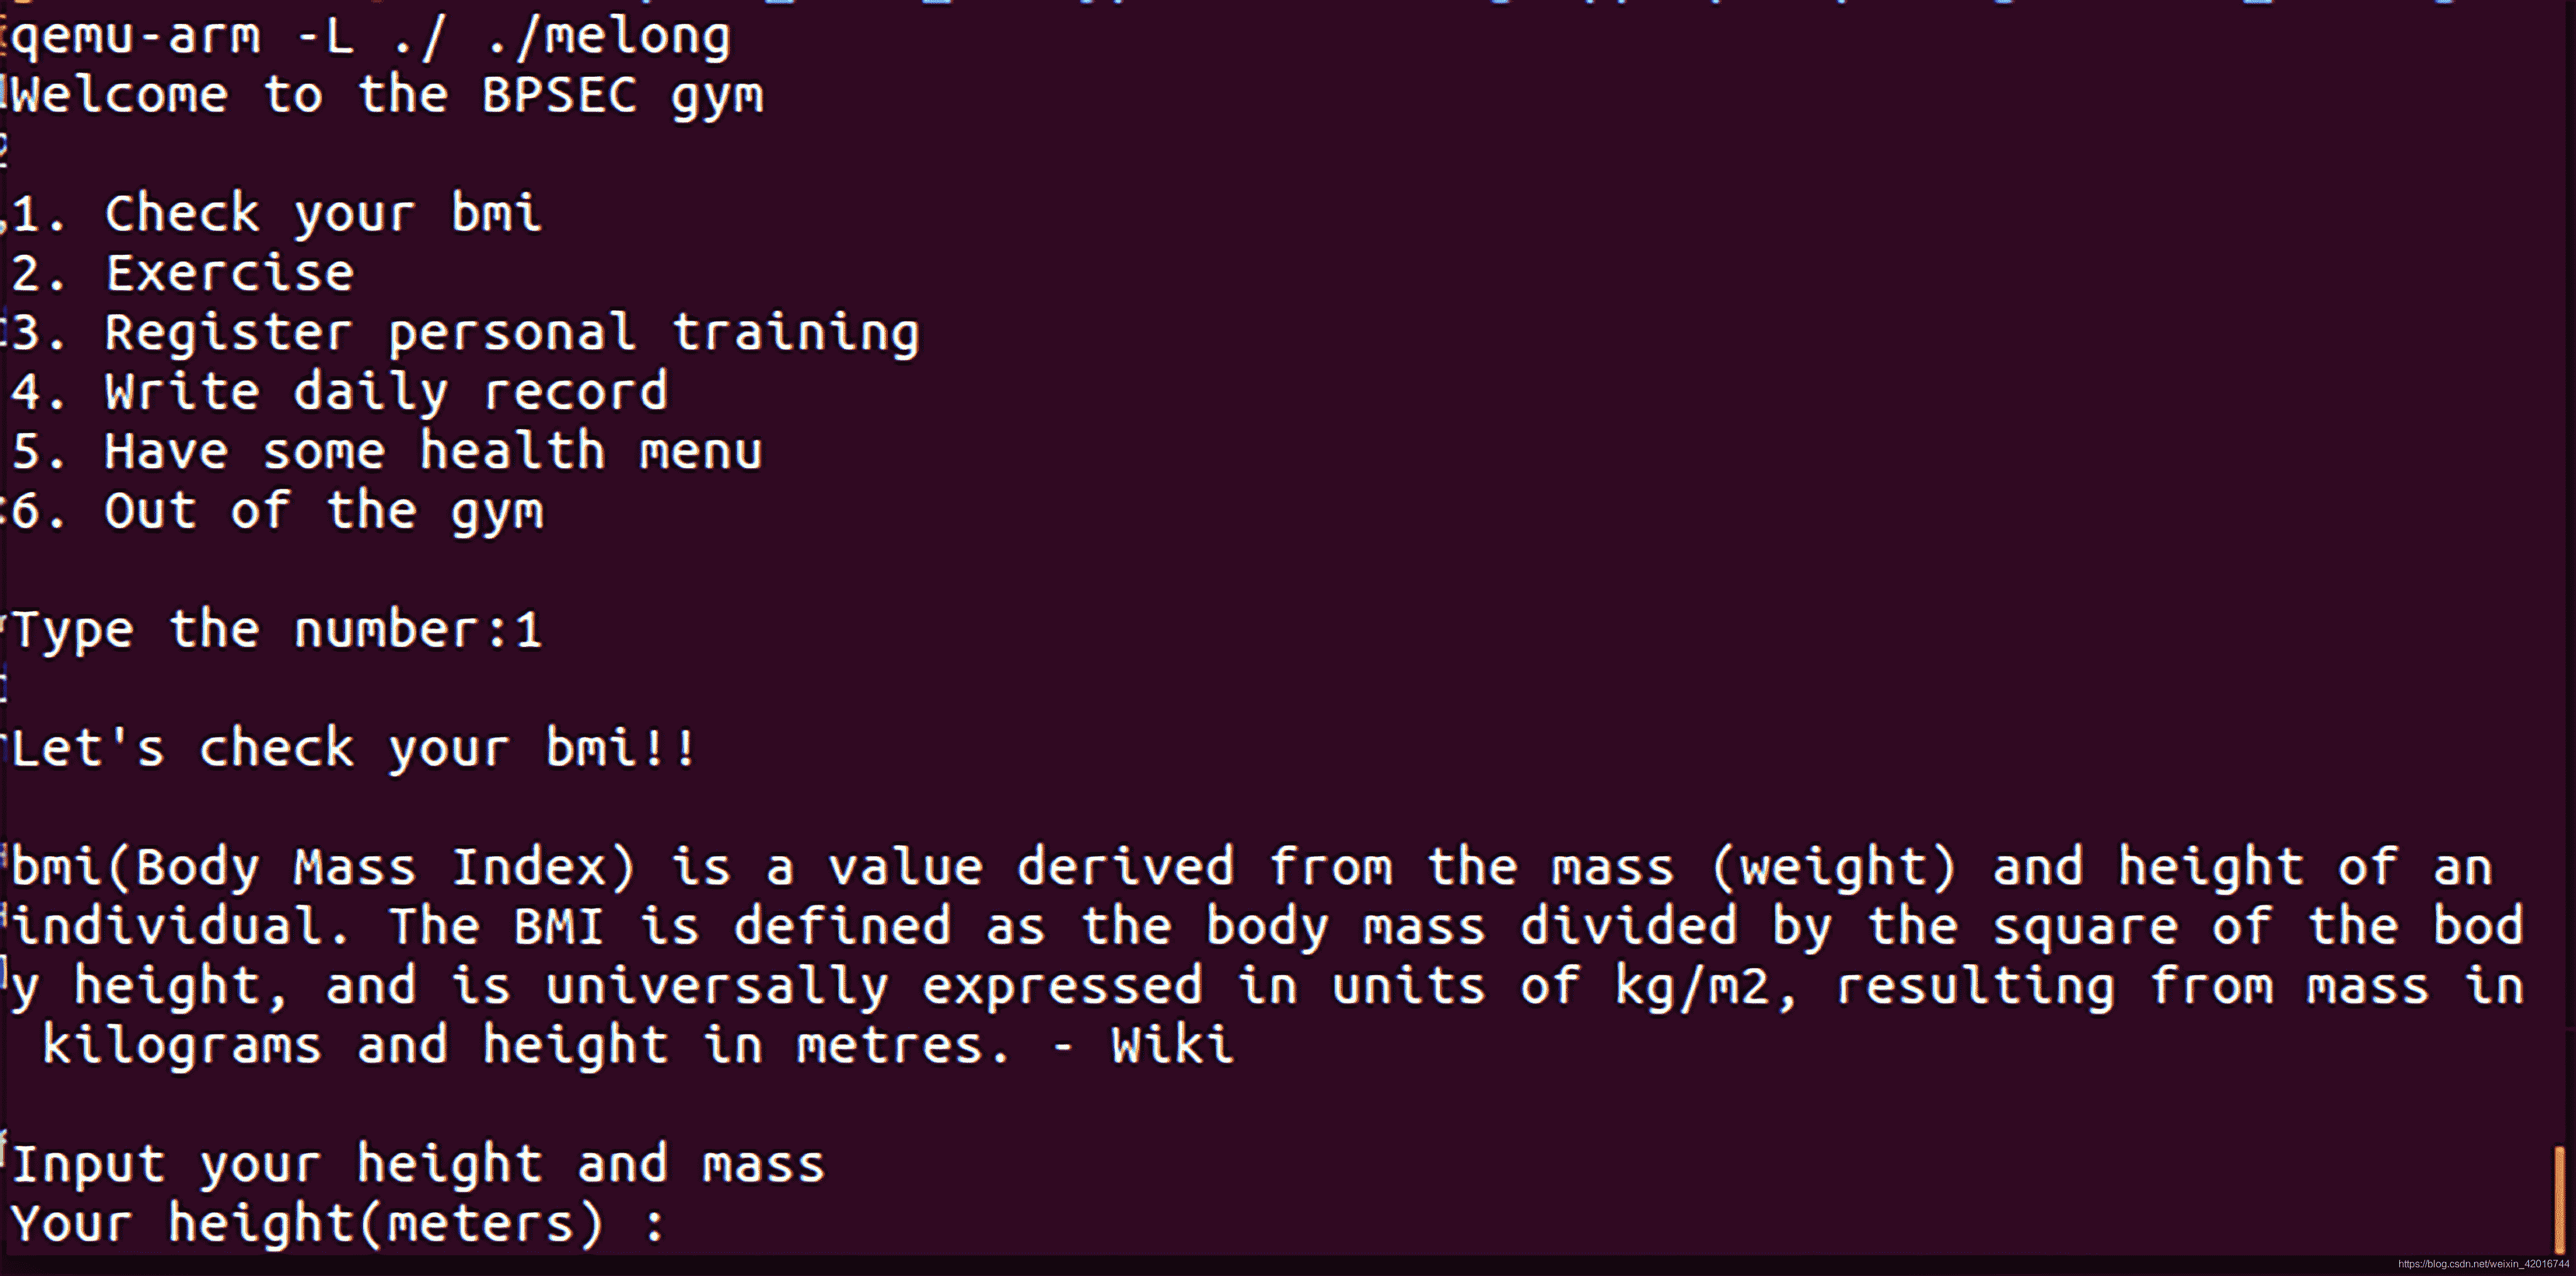 qemu-arm -L ./ ./melong
Welcome to the BPSEC gym
1. Check your bmi
2. Exercise
3. Register personal training
4. Write daily record
5. Have some health menu
6. Out of the gym
Type the number:1
Let's check your bmi!!
bmi(Body Mass Index) is a value derived from the mass (weight) and height of an
individual. The BMI is defined as the body mass divided by the square of the bod
y height, and is universally expressed in units of kg/m2, resulting from mass in
kilograms and height in metres. - Wiki
Input your height and mass
Your height(meters) :
https://blog.csdn.net/weixin_42016744